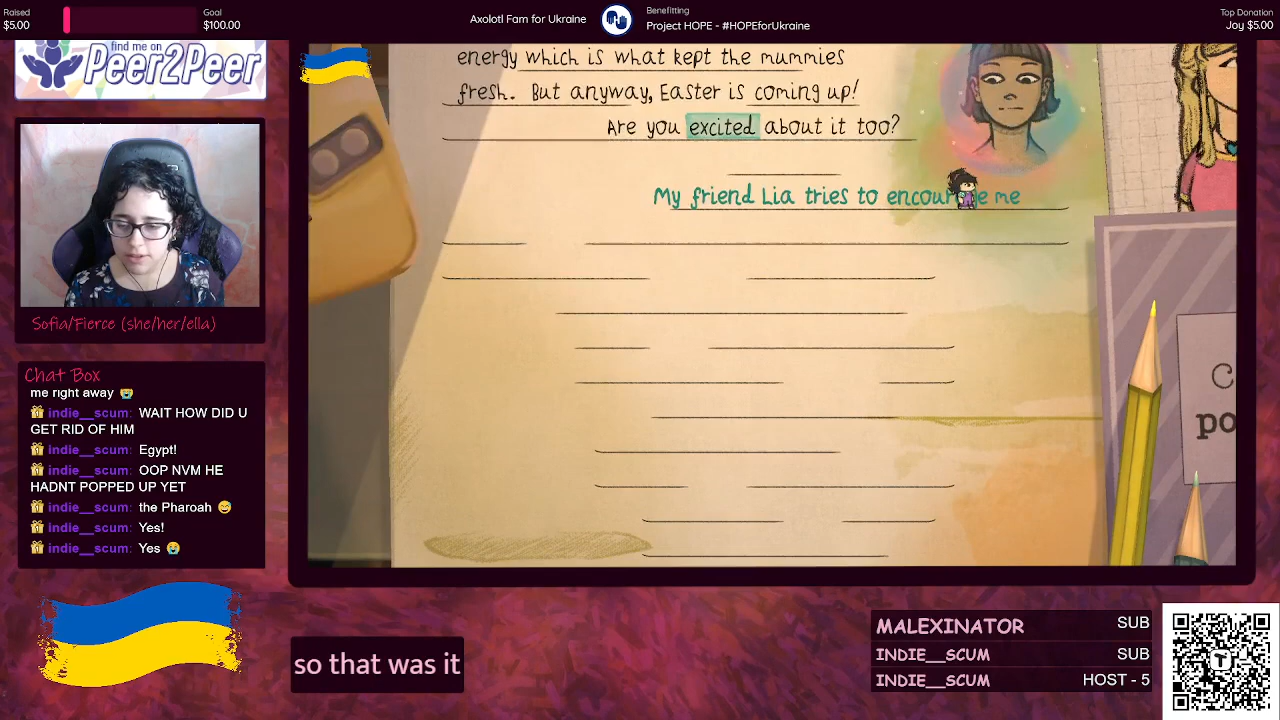 Raised
$5.00
Goal
$100.00
Axolotl Fam for Ukraine
Benefitting
Project HOPE - #HOPEforUkraine
Top Donation
Joy $5.00
find me on
Peer2Peer
energy which is what kept the mummies
fresh. But anyway, Easter is coming up!
Are you excited about it too?
My friend Lia tries to me
Sofia/Fierce (she/her/ella)
Chat Box
me right away
indie__scum: WAIT HOW DID U
GET RID OF HIM
indie__scum: Egypt!
indie__scum: OOP NVM HE
HADNT POPPED UP YET
indie__scum: the Pharoah
indie__scum: Yes!
indie__scum: Yes
C
po
so that was it
MALEXINATOR SUB
INDIE__SCUM SUB
INDIE__SCUM HOST - 5
T